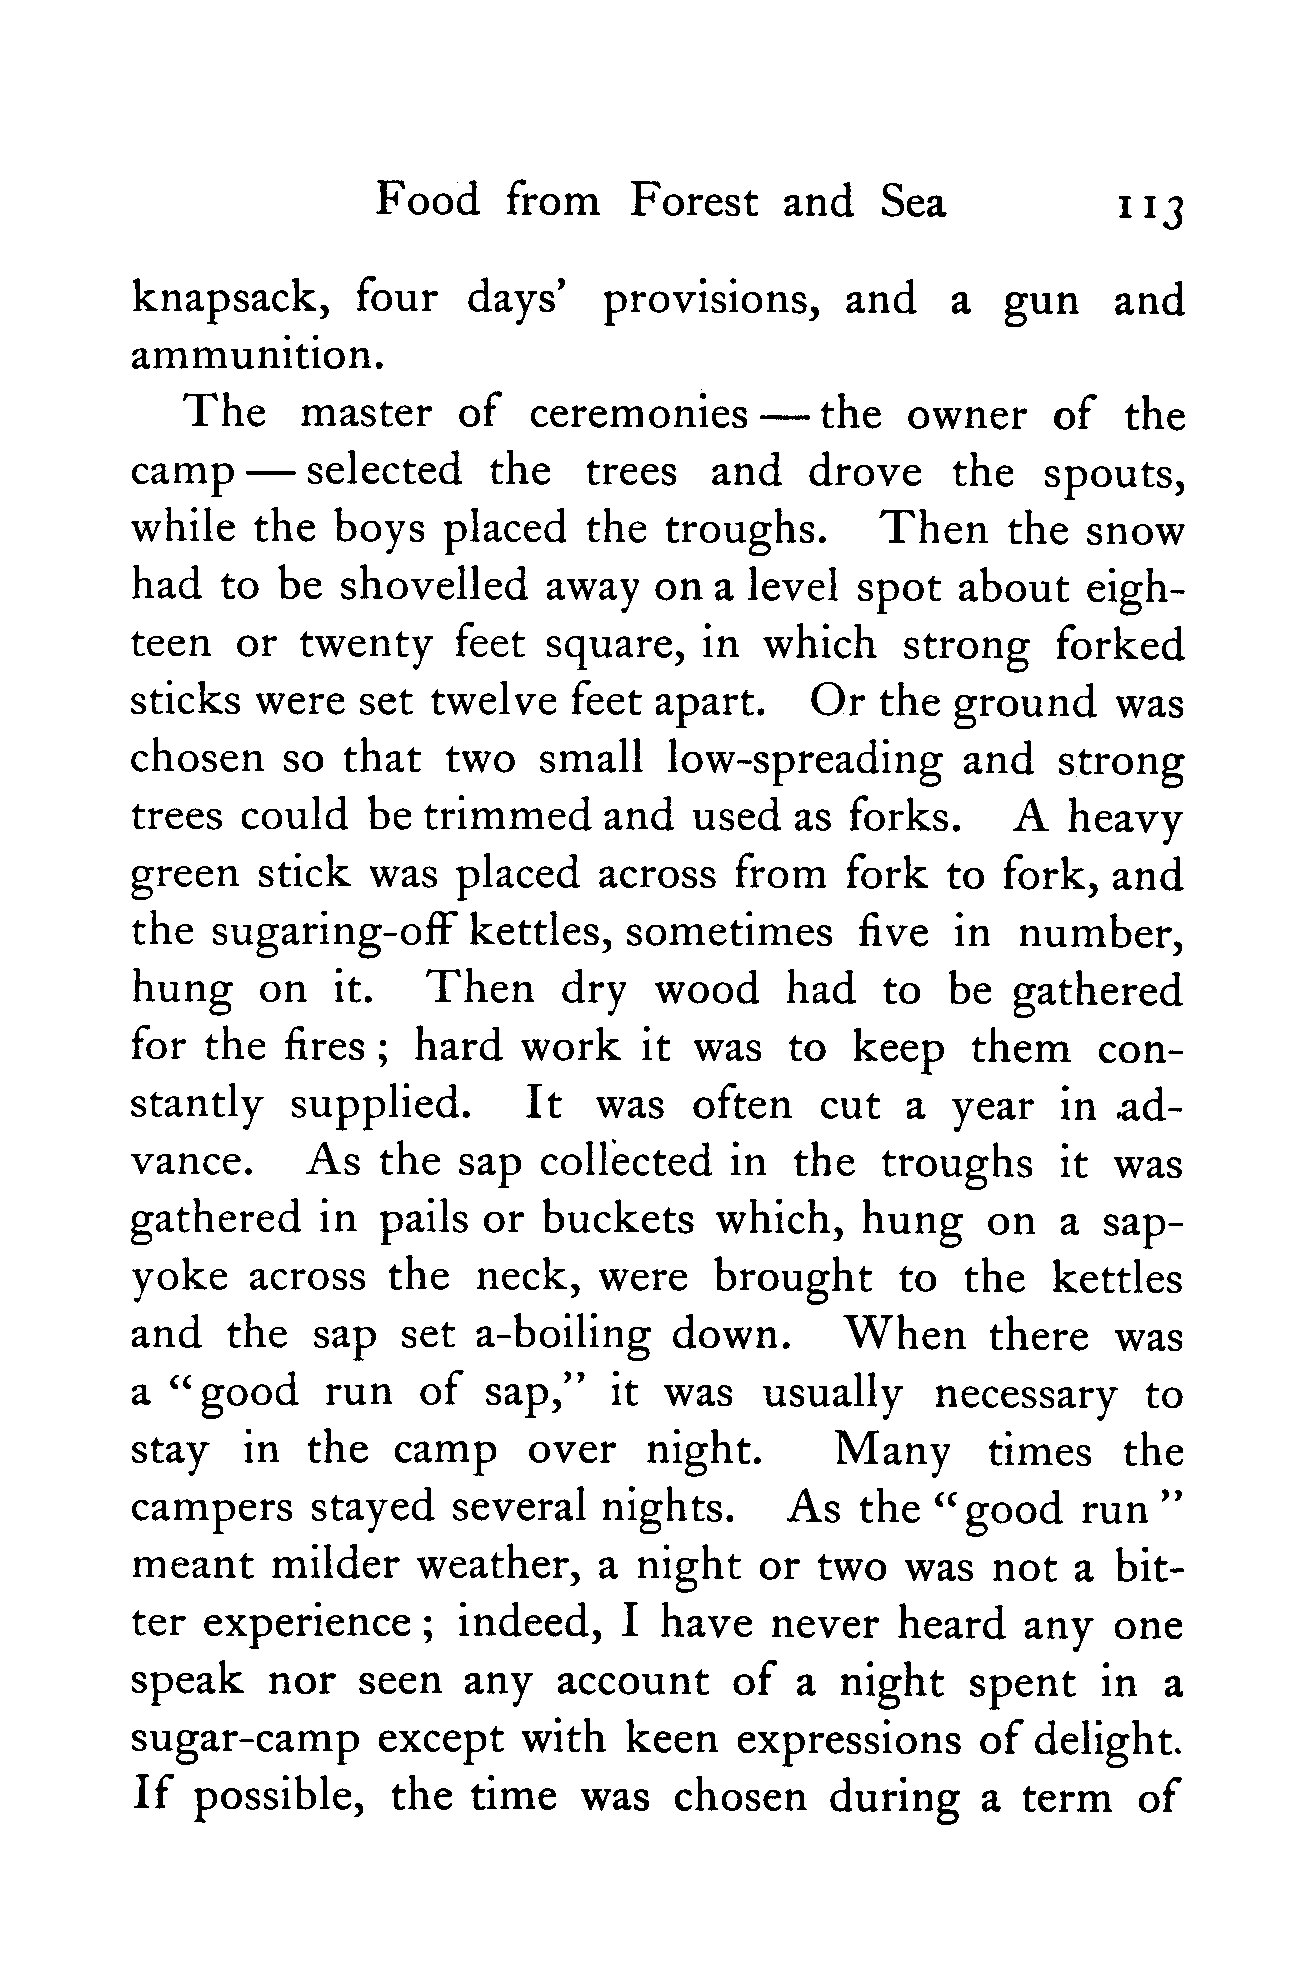 Food from Forest and Sea 113
knapsack, four days' provisions, and a gun and
ammunition.
The master of ceremonies — the owner of the
camp — selected the trees and drove the spouts,
while the boys placed the troughs. Then the snow
had to be shovelled away on a level spot about eigh-
teen or twenty feet square, in which strong forked
sticks were set twelve feet apart. Or the ground was
chosen so that two small low-spreading and strong
trees could be trimmed and used as forks. A heavy
green stick was placed across from fork to fork, and
the sugaring-off kettles, sometimes five in number,
hung on it. Then dry wood had to be gathered
for the fires ; hard work it was to keep them con-
stantly supplied. It was often cut a year in ad-
vance. As the sap collected in the troughs it was
gathered in pails or buckets which, hung on a sap-
yoke across the neck, were brought to the kettles
and the sap set a-boiling down. When there was
a “good run of sap,” it was usually necessary to
stay in the camp over night. Many times the
campers stayed several nights. As the “good run”
meant milder weather, a night or two was not a bit-
ter experience ; indeed, I have never heard any one
speak nor seen any account of a night spent in a
sugar-camp except with keen expressions of delight.
If possible, the time was chosen during a term of